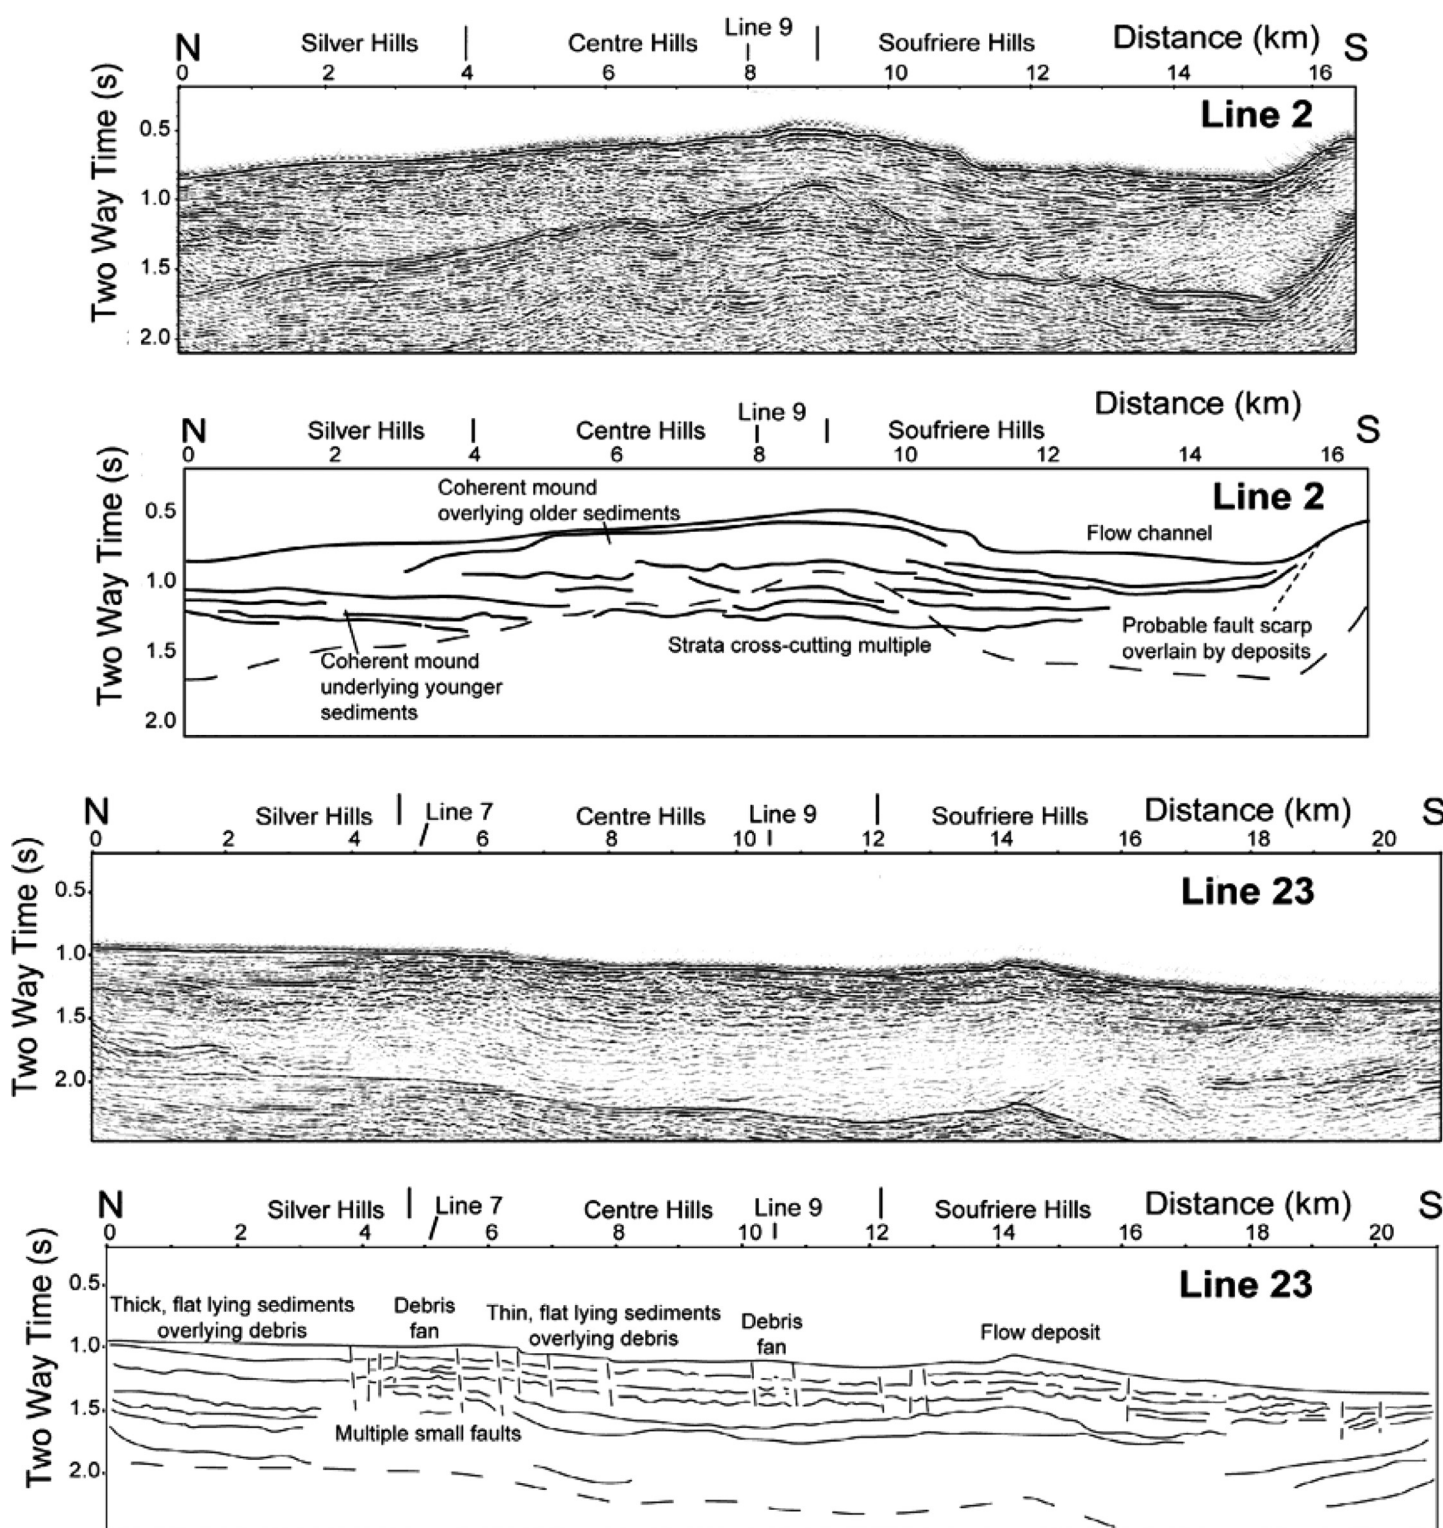 Line 9
N Silver Hills | Centre Hills | Soufriere Hills Distance (km) S
0 2 4 6 8 10 12 14 16
Line 2
Two Way Time (s)
0.5
1.0
1.5
2.0
Distance (km)
Line 9
N Silver Hills | Centre Hills | Soufriere Hills S
0 2 4 6 8 10 12 14 16
Line 2
Two Way Time (s)
0.5
1.0
1.5
2.0
Coherent mound
overlying older sediments
Flow channel
Strata cross-cutting multiple
Probable fault scarp
overlain by deposits
Coherent mound
underlying younger
sediments
N Silver Hills | Line 7 Centre Hills Line 9 | Soufriere Hills Distance (km) S
0 2 4 6 8 10 12 14 16 18 20
Line 23
Two Way Time (s)
0.5
1.0
1.5
2.0
N Silver Hills | Line 7 Centre Hills Line 9 | Soufriere Hills Distance (km) S
0 2 4 6 8 10 12 14 16 18 20
Line 23
Two Way Time (s)
0.5
1.0
1.5
2.0
Thick, flat lying sediments
overlying debris
Debris
fan
Thin, flat lying sediments
overlying debris
Debris
fan
Flow deposit
Multiple small faults